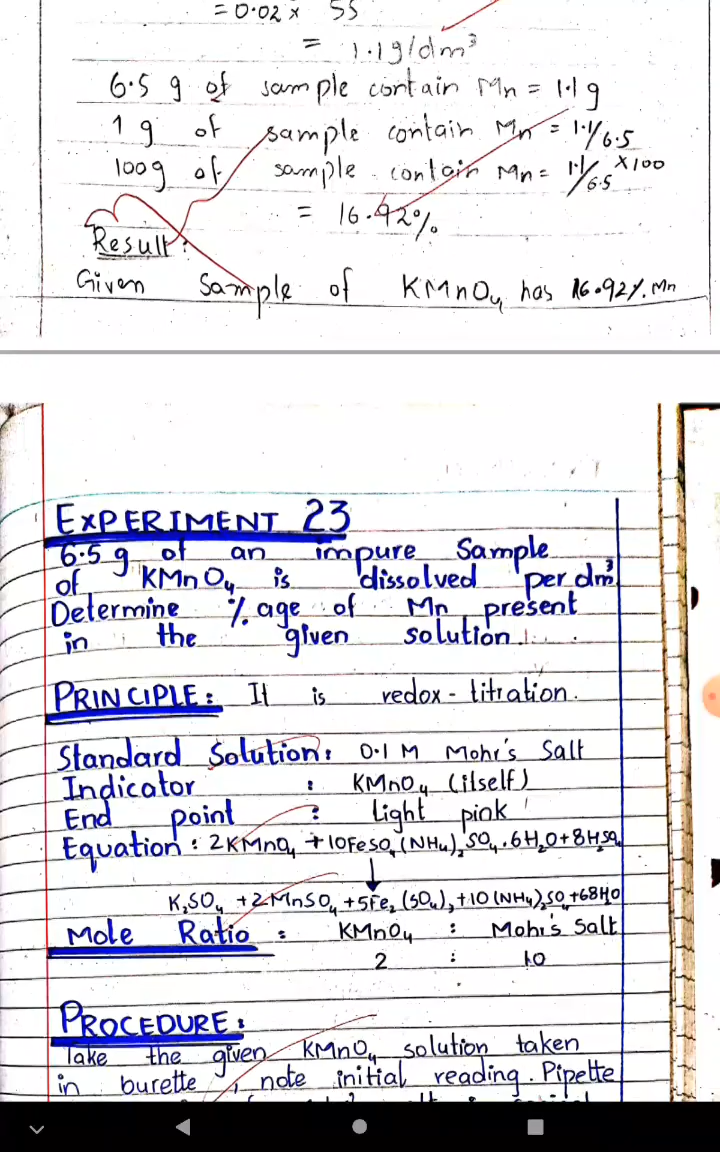 = 0.02 x 55
= 1.1g/dm³
6.5 g of sample contain Mn = 1.1 g
1 g of sample contain Mn = 1.1/6.5
100g of sample contain Mn = 1.1/6.5 X100
= 16.92%
Result:
Given Sample of KMnO₄ has 16.92%. Mn
EXPERIMENT 23
6.5 g of an impure Sample
of KMnO₄ is dissolved per dm³
Determine %age of Mn present
in the given solution.
PRINCIPLE: It is redox-titration.
Standard Solution: 0.1 M Mohr's Salt
Indicator : KMnO₄ (itself)
End point : light pink
Equation: 2KMnO₄ + 10FeSO₄(NH₄)₂SO₄.6H₂O+8H₂SO₄
↓
K₂SO₄ +2MnSO₄+5Fe₂(SO₄)₃+10(NH₄)₂SO₄+68H₂O
Mole Ratio : KMnO₄ : Mohr's Salt
2 : 10
PROCEDURE:
Take the given KMnO₄ solution taken
in burette, note initial reading. Pipette